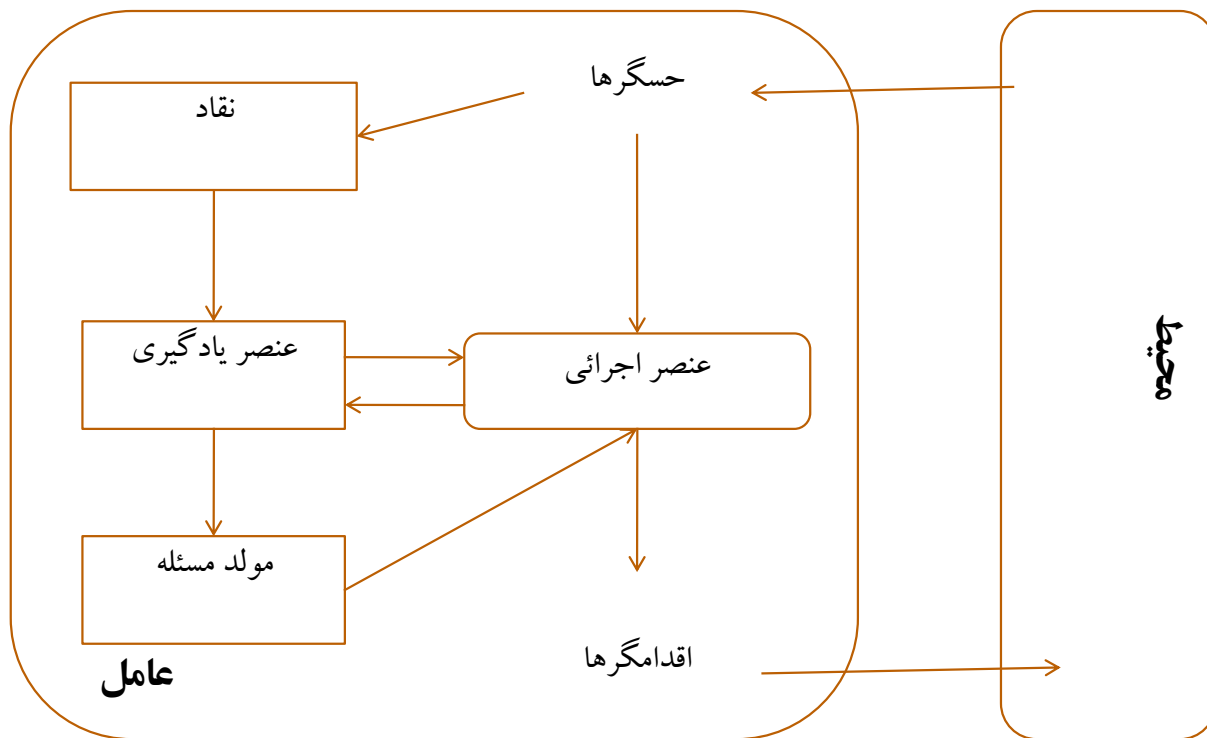 حسگرها
نقاد
محیط
عنصر یادگیری
عنصر اجرائی
مولد مسئله
اقدامگرها
عامل